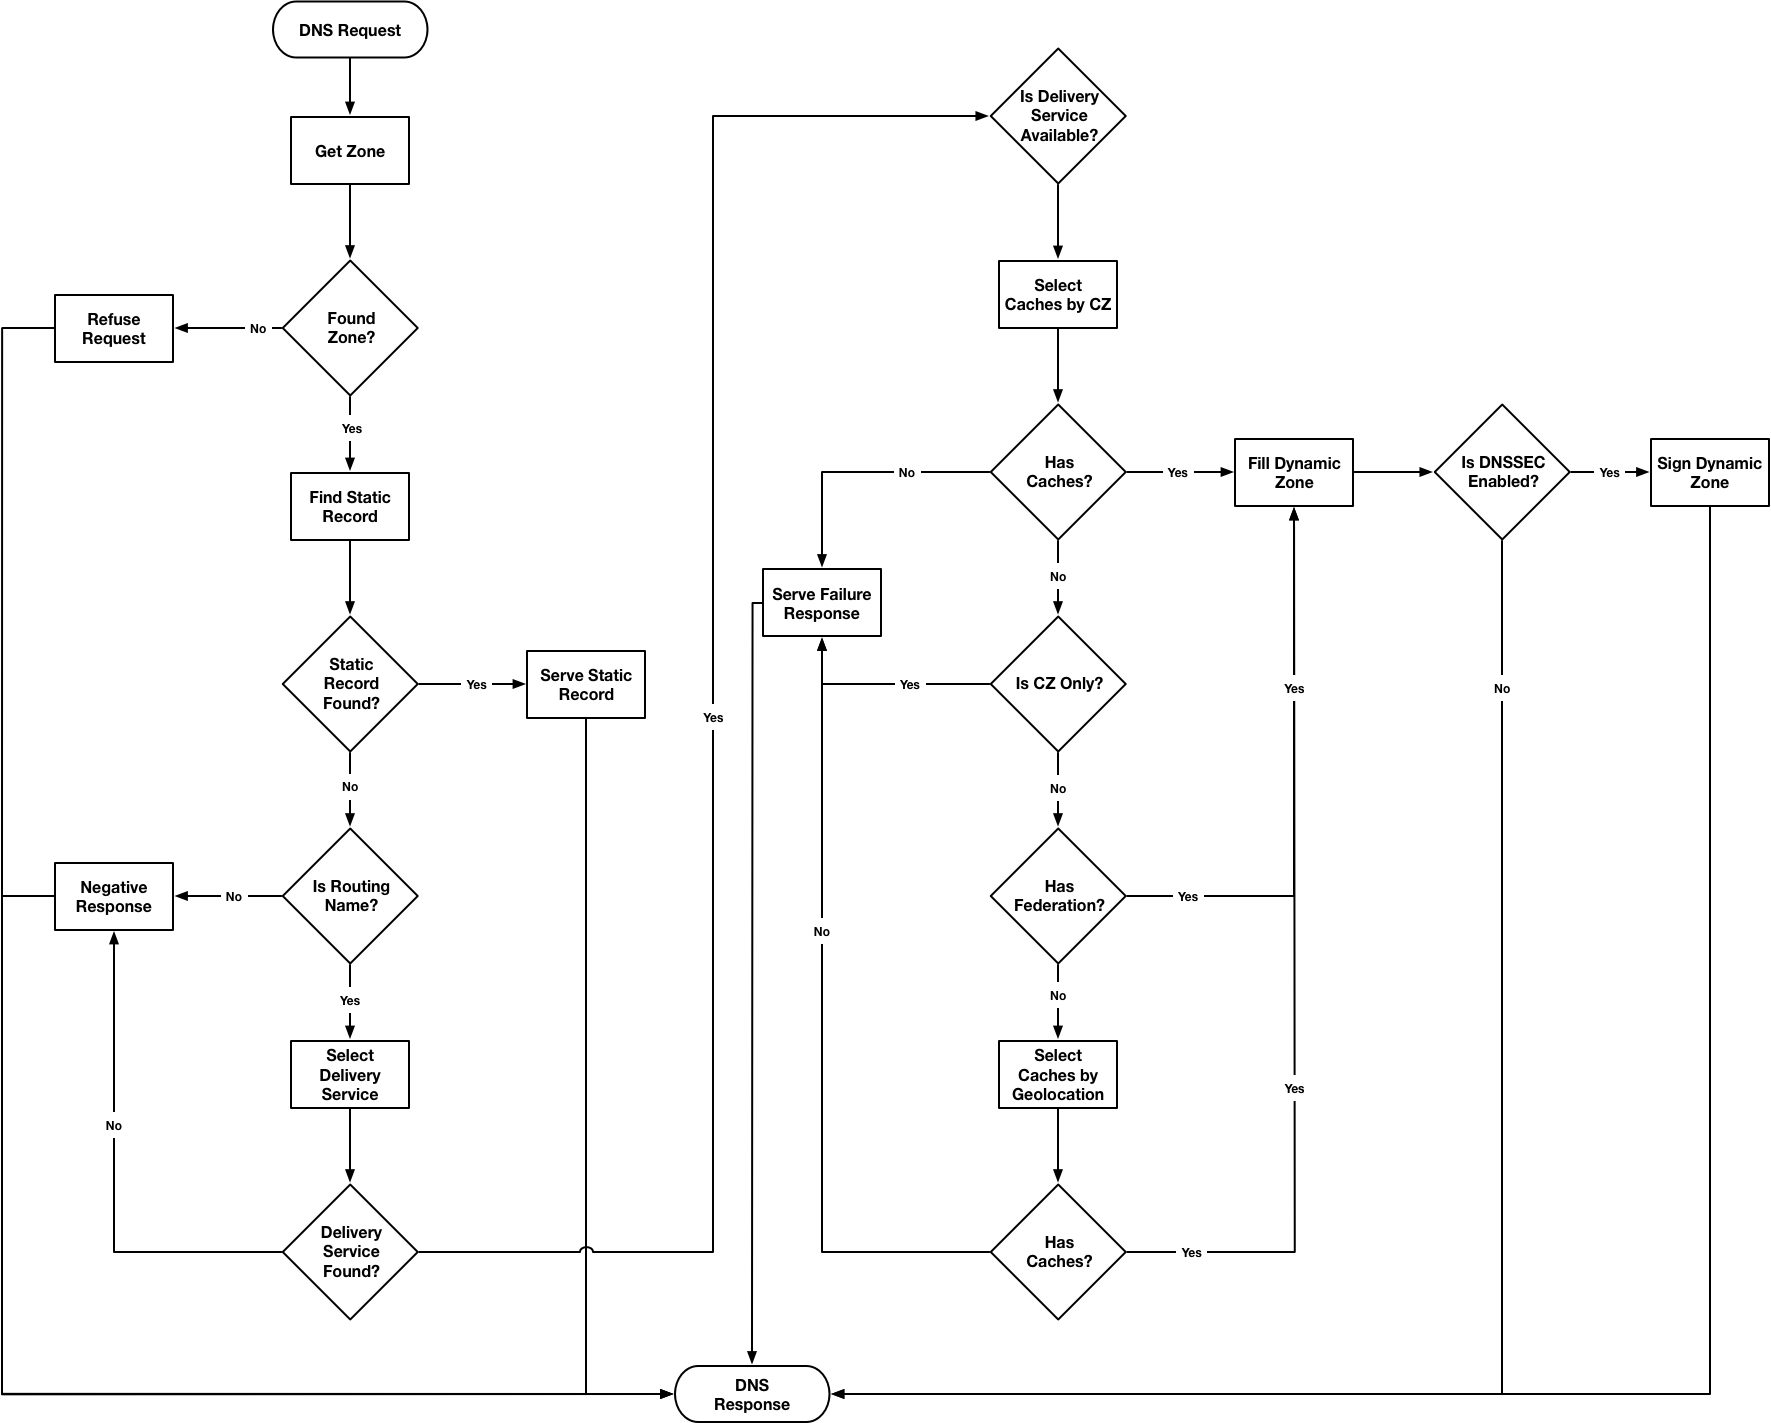 DNS Request
Get Zone
Found
Zone?
No
Refuse
Request
Yes
Find Static
Record
Static
Record
Found?
Yes
Serve Static
Record
No
Is Routing
Name?
No
Negative
Response
Yes
Select
Delivery
Service
No
Delivery
Service
Found?
Yes
Is Delivery
Service
Available?
Select
Caches by CZ
Has
Caches?
No
Yes
Fill Dynamic
Zone
Is DNSSEC
Enabled?
Yes
Sign Dynamic
Zone
No
Serve Failure
Response
No
Is CZ Only?
Yes
Yes
No
Has
Federation?
Yes
No
No
Select
Caches by
Geolocation
Yes
Has
Caches?
Yes
DNS
Response